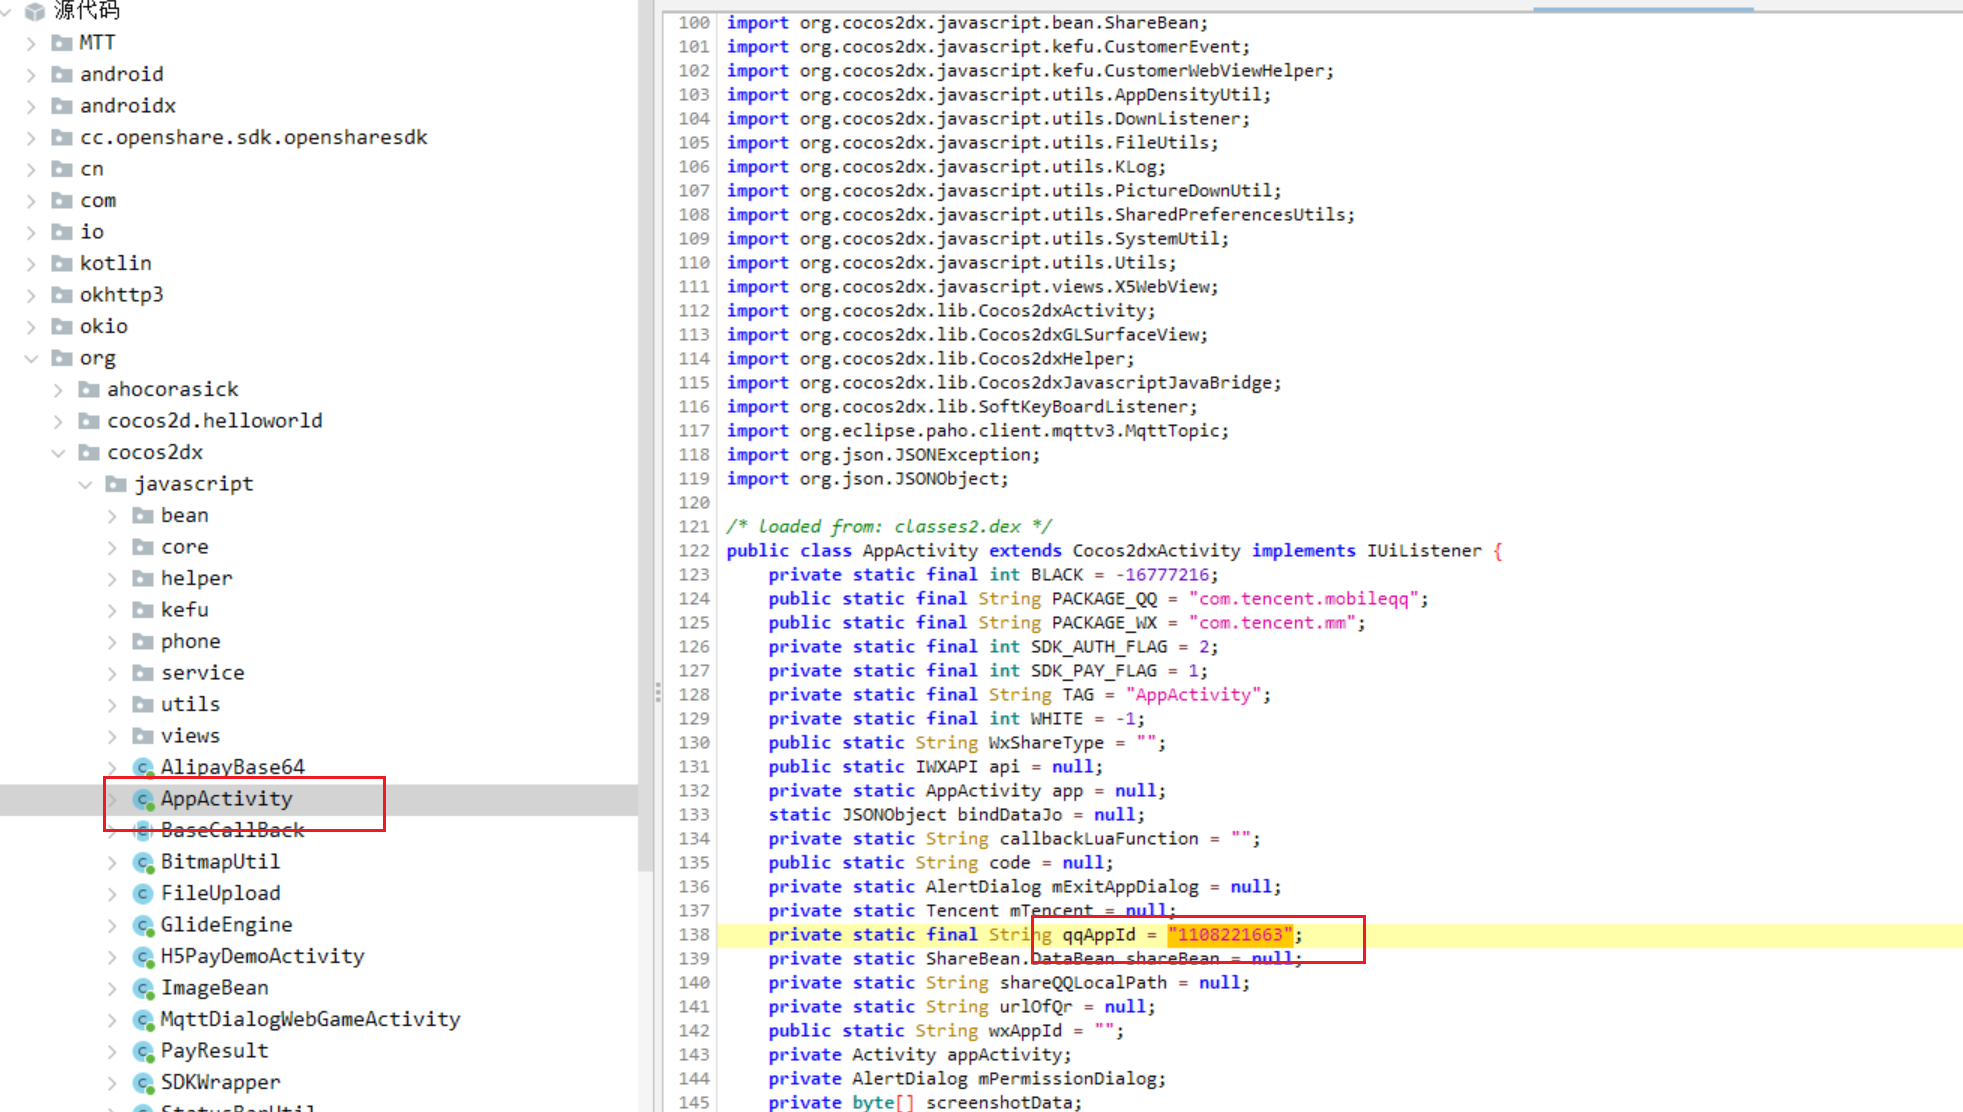 源代码
MTT
android
androidx
cc.openshare.sdk.opensharesdk
cn
com
io
kotlin
okhttp3
okio
org
ahocorasick
cocos2d.helloworld
cocos2dx
javascript
bean
core
helper
kefu
phone
service
utils
views
AlipayBase64
AppActivity
BaseCallBack
BitmapUtil
FileUpload
GlideEngine
H5PayDemoActivity
ImageBean
MqttDialogWebGameActivity
PayResult
SDKWrapper
StatusBarUtil
100 import org.cocos2dx.javascript.bean.ShareBean;
101 import org.cocos2dx.javascript.kefu.CustomerEvent;
102 import org.cocos2dx.javascript.kefu.CustomerWebViewHelper;
103 import org.cocos2dx.javascript.utils.AppDensityUtil;
104 import org.cocos2dx.javascript.utils.DownListener;
105 import org.cocos2dx.javascript.utils.FileUtils;
106 import org.cocos2dx.javascript.utils.KLog;
107 import org.cocos2dx.javascript.utils.PictureDownUtil;
108 import org.cocos2dx.javascript.utils.SharedPreferencesUtils;
109 import org.cocos2dx.javascript.utils.SystemUtil;
110 import org.cocos2dx.javascript.utils.Utils;
111 import org.cocos2dx.javascript.views.X5WebView;
112 import org.cocos2dx.lib.Cocos2dxActivity;
113 import org.cocos2dx.lib.Cocos2dxGLSurfaceView;
114 import org.cocos2dx.lib.Cocos2dxHelper;
115 import org.cocos2dx.lib.Cocos2dxJavascriptJavaBridge;
116 import org.cocos2dx.lib.SoftKeyBoardListener;
117 import org.eclipse.paho.client.mqttv3.MqttTopic;
118 import org.json.JSONException;
119 import org.json.JSONObject;
120
121 /* loaded from: classes2.dex */
122 public class AppActivity extends Cocos2dxActivity implements IUiListener {
123 private static final int BLACK = -16777216;
124 public static final String PACKAGE_QQ = "com.tencent.mobileqq";
125 public static final String PACKAGE_WX = "com.tencent.mm";
126 private static final int SDK_AUTH_FLAG = 2;
127 private static final int SDK_PAY_FLAG = 1;
128 private static final String TAG = "AppActivity";
129 private static final int WHITE = -1;
130 public static String WxShareType = "";
131 public static IWXAPI api = null;
132 private static AppActivity app = null;
133 static JSONObject bindDataJo = null;
134 private static String callbackLuaFunction = "";
135 public static String code = null;
136 private static AlertDialog mExitAppDialog = null;
137 private static Tencent mTencent = null;
138 private static final String qqAppId = "1108221663";
139 private static ShareBean.DataBean shareBean = null;
140 private static String shareQQLocalPath = null;
141 private static String urlOfQr = null;
142 public static String wxAppId = "";
143 private Activity appActivity;
144 private AlertDialog mPermissionDialog;
145 private byte[] screenshotData;